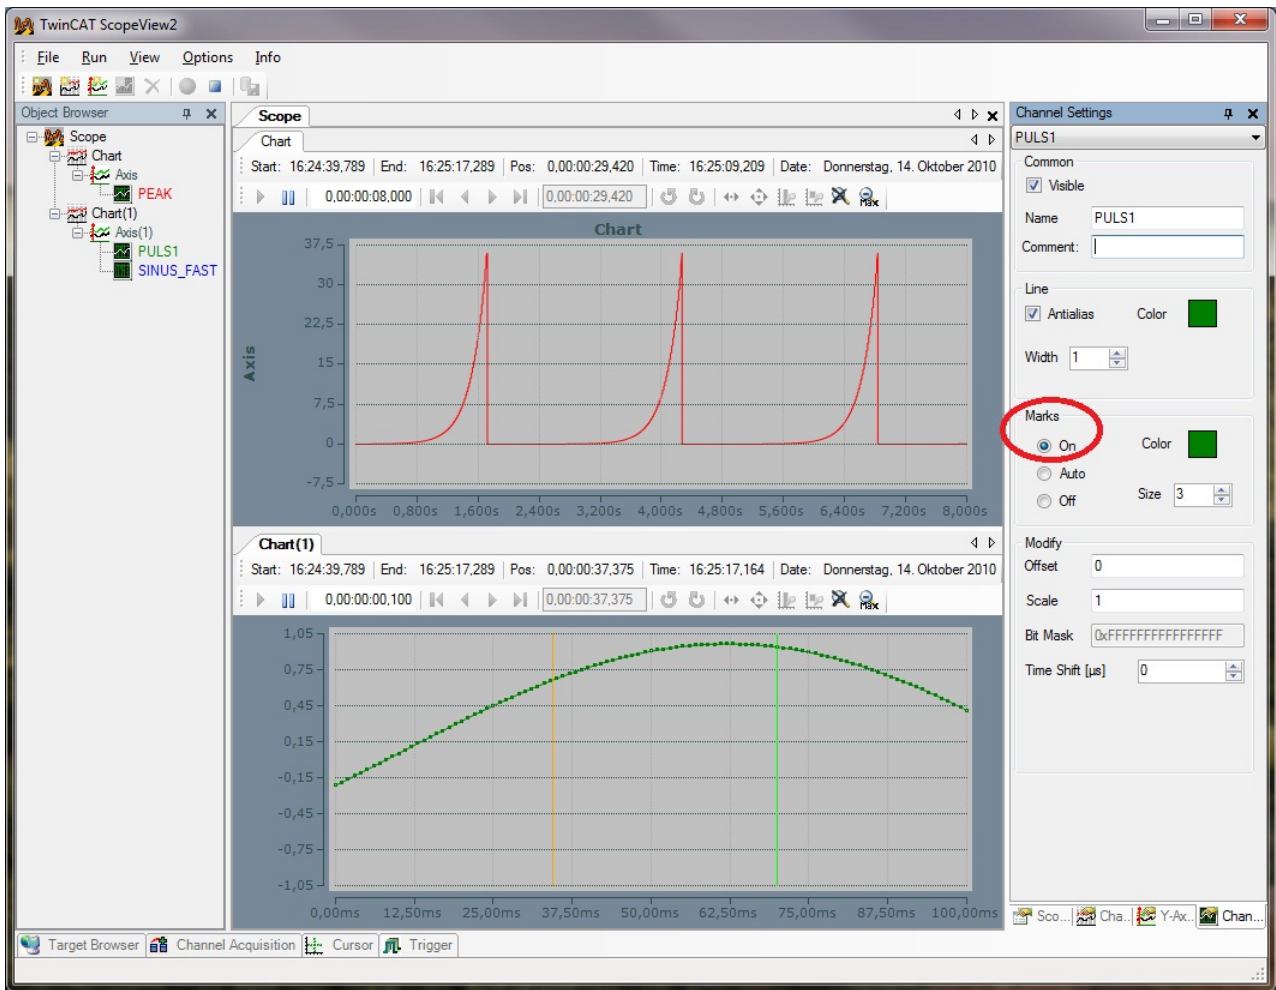 TwinCAT ScopeView2
File Run View Options Info
Object Browser
Scope
Chart
Axis
PEAK
Chart(1)
Axis(1)
PULS1
SINUS_FAST
Scope
Chart
Start: 16:24:39,789 End: 16:25:17,289 Pos: 0,00:00:29,420 Time: 16:25:09,209 Date: Donnerstag, 14. Oktober 2010
0,00:00:08,000 0,00:00:29,420 Max
Chart
37,5
30
22,5
15
7,5
0
-7,5
Axis
0,000s 0,800s 1,600s 2,400s 3,200s 4,000s 4,800s 5,600s 6,400s 7,200s 8,000s
Chart(1)
Start: 16:24:39,789 End: 16:25:17,289 Pos: 0,00:00:37,375 Time: 16:25:17,164 Date: Donnerstag, 14. Oktober 2010
0,00:00:00,100 0,00:00:37,375 Max
1,05
0,75
0,45
0,15
-0,15
-0,45
-0,75
-1,05
0,00ms 12,50ms 25,00ms 37,50ms 50,00ms 62,50ms 75,00ms 87,50ms 100,00ms
Channel Settings
PULS1
Common
Visible
Name PULS1
Comment:
Line
Antialias Color
Width 1
Marks
On Color
Auto
Off Size 3
Modify
Offset 0
Scale 1
Bit Mask 0xFFFFFFFFFFFFFFFF
Time Shift [µs] 0
Sco... Cha... Y-Ax... Chan...
Target Browser Channel Acquisition Cursor Trigger